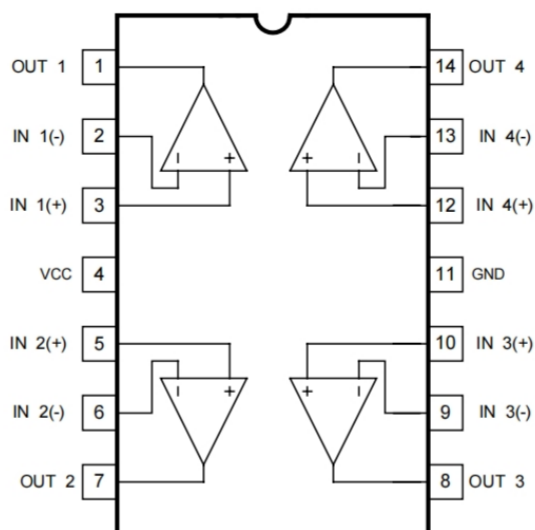 OUT 1 1 14 OUT 4
IN 1(-) 2 13 IN 4(-)
- + + -
IN 1(+) 3 12 IN 4(+)
VCC 4 11 GND
IN 2(+) 5 10 IN 3(+)
- + + -
IN 2(-) 6 9 IN 3(-)
OUT 2 7 8 OUT 3